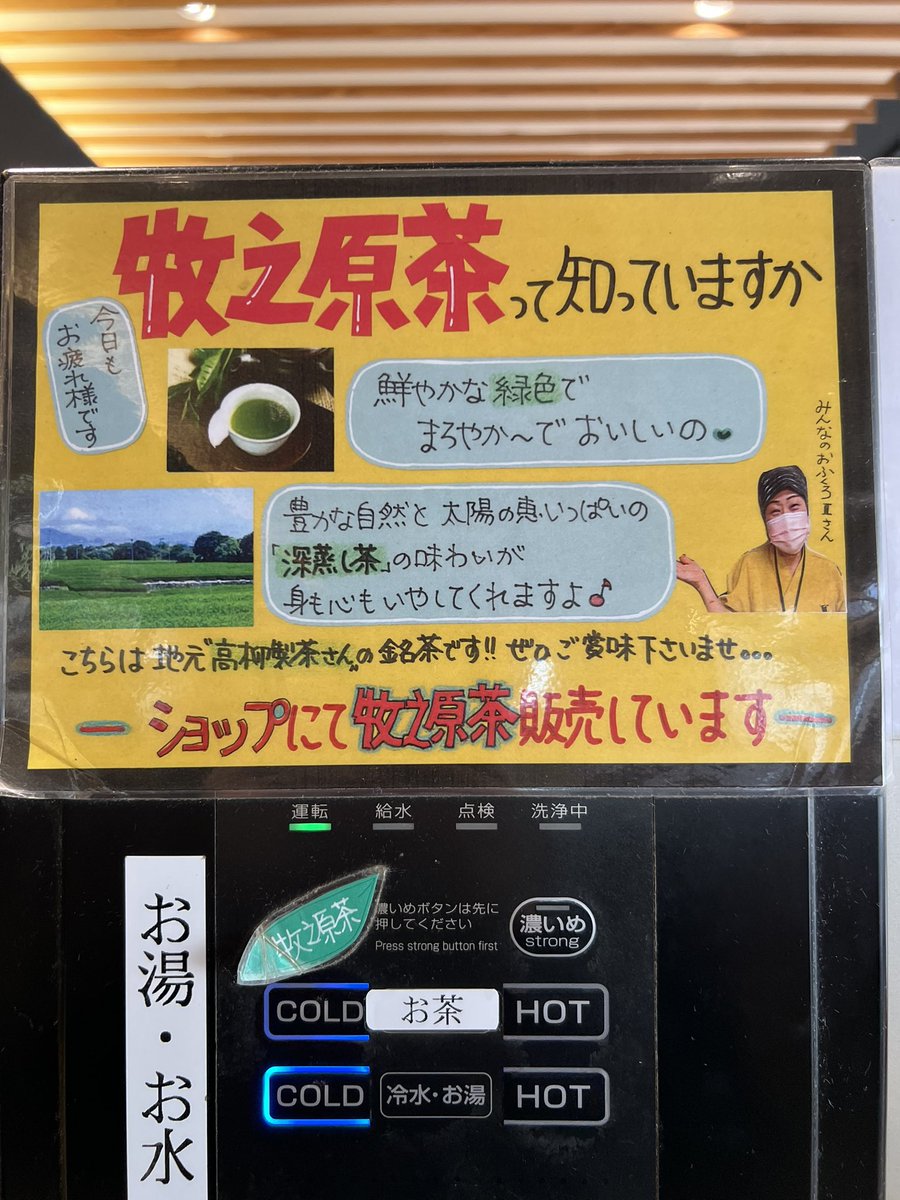 牧之原茶って知っていますか
今日も
お疲れ様です
鮮やかな緑色で
まろやか〜でおいしいの
みんなのおふくろ夏さん
豊かな自然と太陽の恵いっぱいの
「深蒸し茶」の味わいが
身も心もいやしてくれますよ♪
こちらは地元"高柳製茶さん"の銘茶です!! ぜひご賞味下さいませ...
ー ショップにて牧之原茶販売しています ー
運転 給水 点検 洗浄中
牧之原茶
濃いめボタンは先に
押してください
Press strong button first
濃いめ
strong
COLD お茶 HOT
COLD 冷水・お湯 HOT
お湯・お水